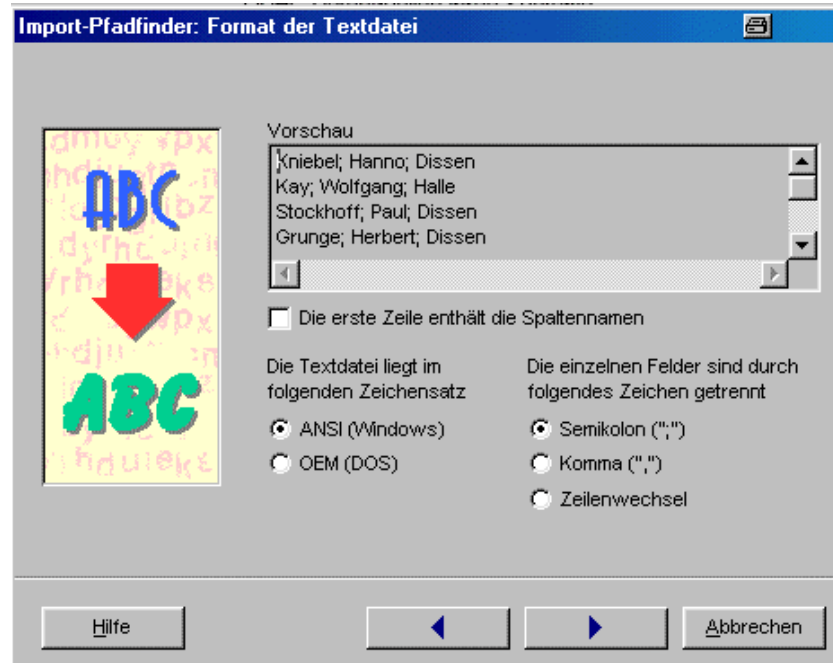 Import-Pfadfinder: Format der Textdatei
Vorschau
Kniebel; Hanno; Dissen
Kay; Wolfgang; Halle
Stockhoff; Paul; Dissen
Grunge; Herbert; Dissen
Die erste Zeile enthält die Spaltennamen
Die Textdatei liegt im
folgenden Zeichensatz
ANSI (Windows)
OEM (DOS)
Die einzelnen Felder sind durch
folgendes Zeichen getrennt
Semikolon (";")
Komma (",")
Zeilenwechsel
ABC
ABC
Hilfe
Abbrechen